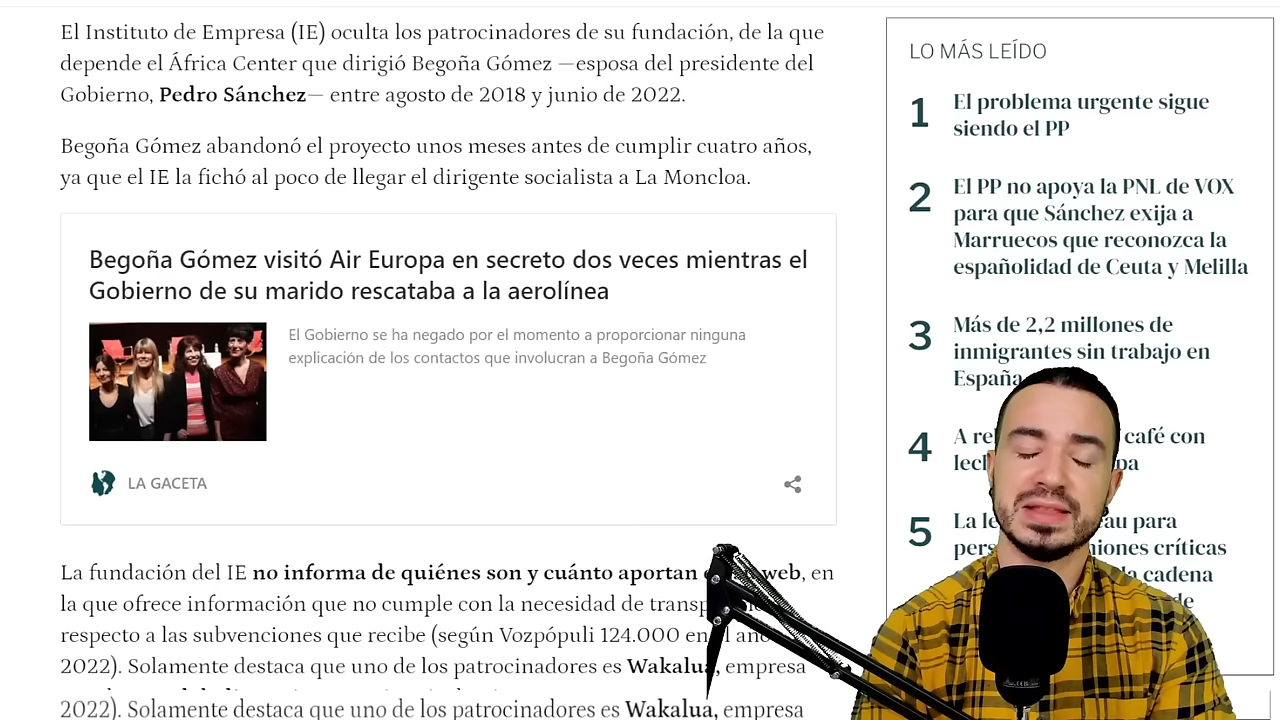 El Instituto de Empresa (IE) oculta los patrocinadores de su fundación, de la que
depende el África Center que dirigió Begoña Gómez —esposa del presidente del
Gobierno, Pedro Sánchez— entre agosto de 2018 y junio de 2022.
Begoña Gómez abandonó el proyecto unos meses antes de cumplir cuatro años,
ya que el IE la fichó al poco de llegar el dirigente socialista a La Moncloa.
Begoña Gómez visitó Air Europa en secreto dos veces mientras el
Gobierno de su marido rescataba a la aerolínea
El Gobierno se ha negado por el momento a proporcionar ninguna
explicación de los contactos que involucran a Begoña Gómez
LA GACETA
La fundación del IE no informa de quiénes son y cuánto aportan web, en
la que ofrece información que no cumple con la necesidad de
respecto a las subvenciones que recibe (según Vozpópuli 124.000 en
2022). Solamente destaca que uno de los patrocinadores es Wakalua, empresa
2022). Solamente destaca que uno de los patrocinadores es Wakalua, empresa
LO MÁS LEÍDO
1 El problema urgente sigue
siendo el PP
2 El PP no apoya la PNL de VOX
para que Sánchez exija a
Marruecos que reconozca la
españolidad de Ceuta y Melilla
3 Más de 2,2 millones de
inmigrantes sin trabajo en
España
4 A café con
5 La para
críticas
la cadena
de